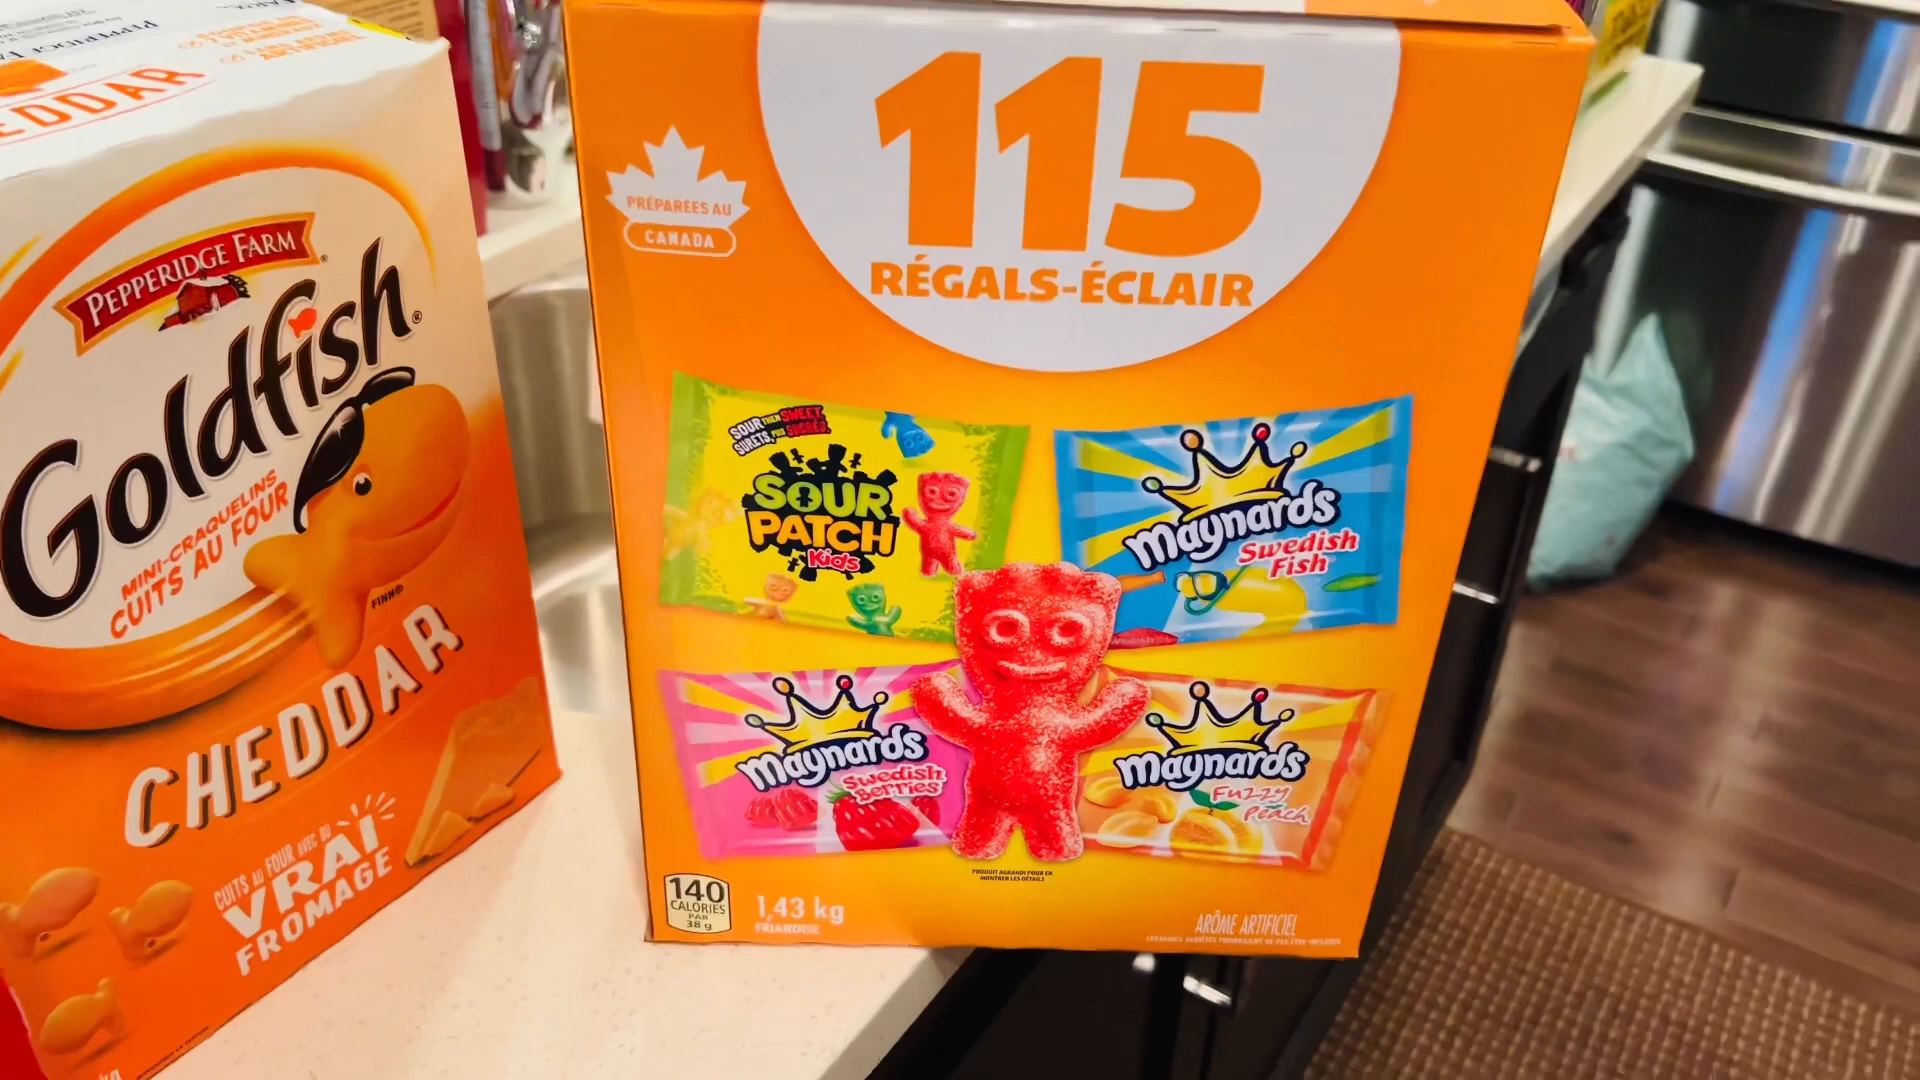 PEPPERIDGE FARM
EDDAR
PEPPERIDGE FARM
Goldfish®
MINI-CRAQUELINS
CUITS AU FOUR
FINN®
CHEDDAR
CUITS AU FOUR AVEC DU
VRAI
FROMAGE
115
RÉGALS-ÉCLAIR
PRÉPARÉES AU
CANADA
SOUR THEN SWEET
SURETS, PUIS SUCRÉS
SOUR
PATCH
Kids
maynards
Swedish
Fish
maynards
Swedish
Berries
maynards
Fuzzy
Peach
PRODUIT AGRANDI POUR EN
MONTRER LES DÉTAILS
140
CALORIES
PAR
38 g
1,43 kg
FRIANDISE
ARÔME ARTIFICIEL